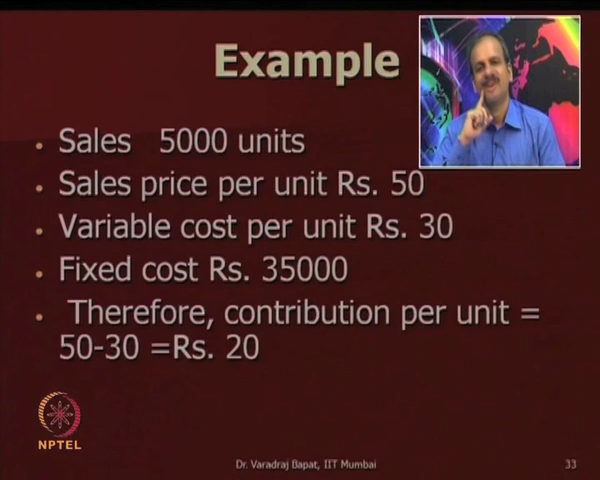 Example
• Sales 5000 units
• Sales price per unit Rs. 50
• Variable cost per unit Rs. 30
• Fixed cost Rs. 35000
• Therefore, contribution per unit =
50-30 =Rs. 20
NPTEL
Dr. Varadraj Bapat, IIT Mumbai
33